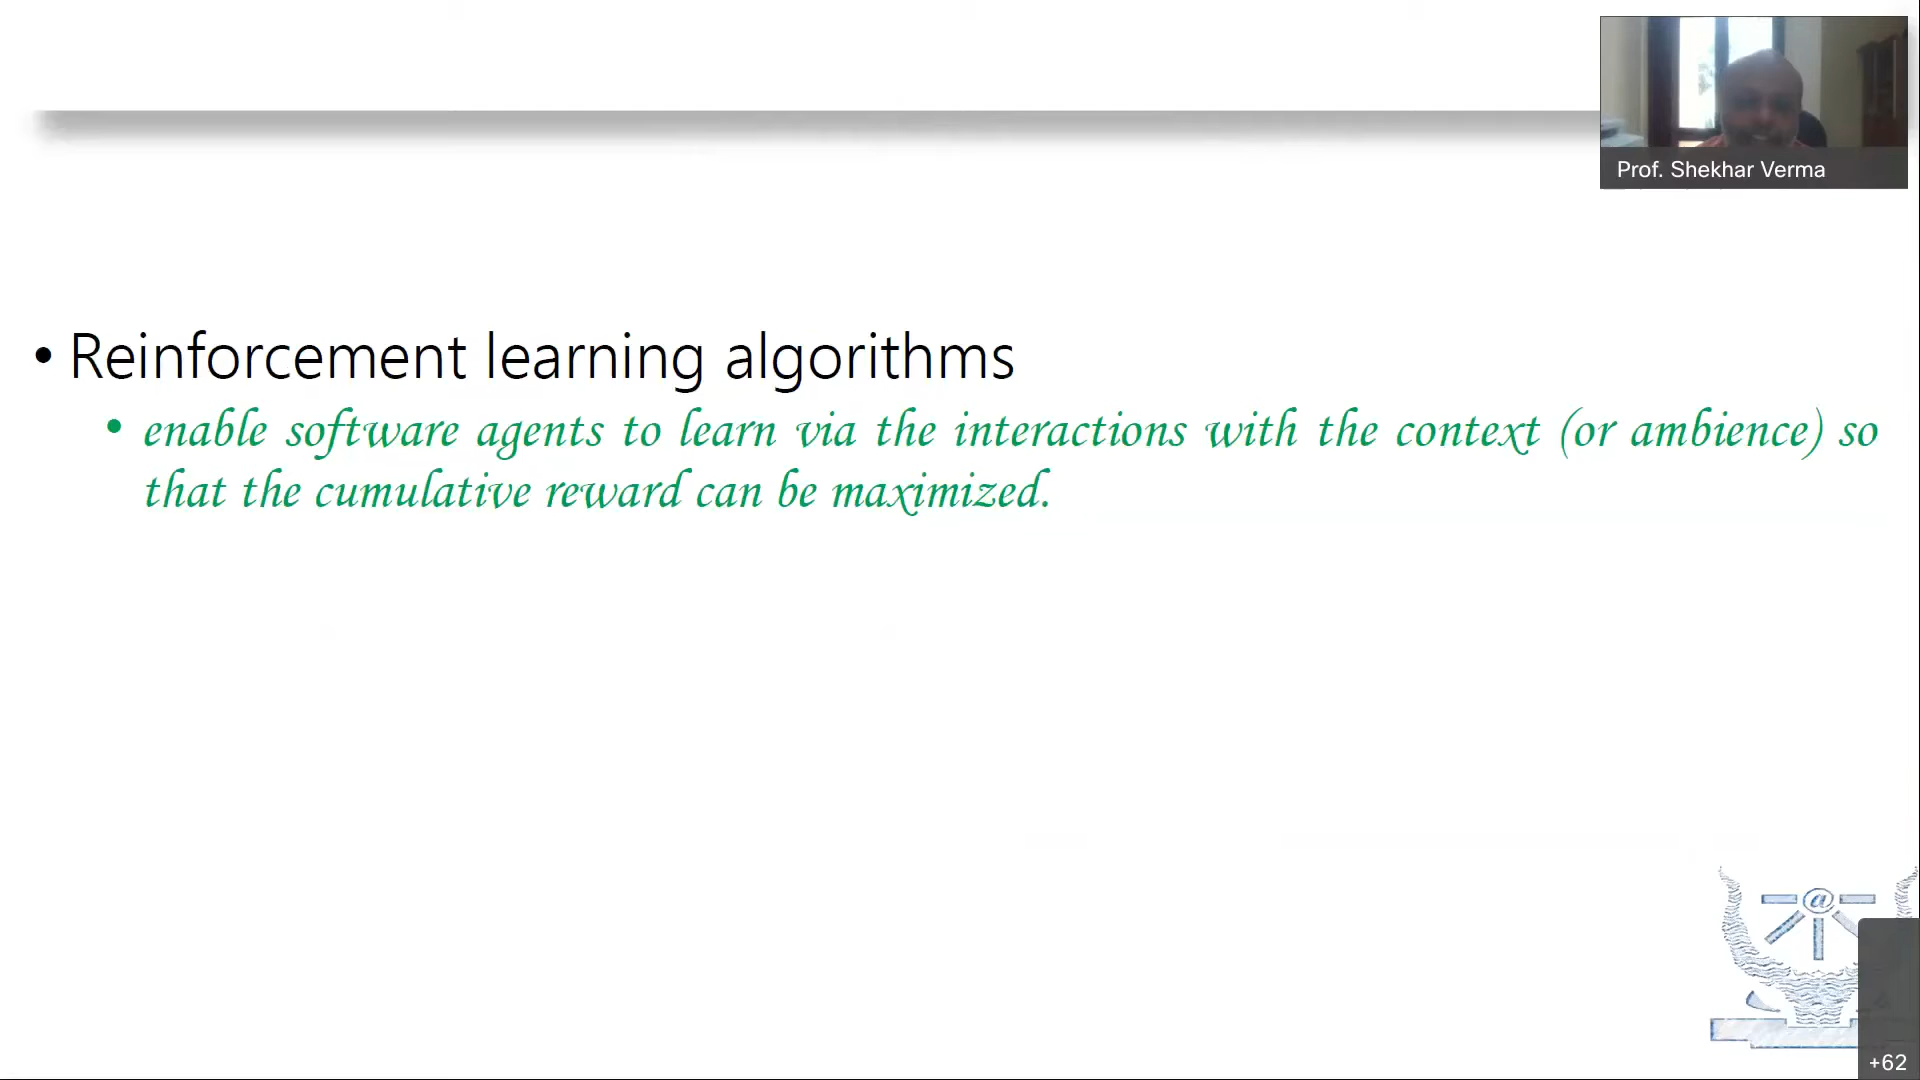 Prof. Shekhar Verma
• Reinforcement learning algorithms
• enable software agents to learn via the interactions with the context (or ambience) so
that the cumulative reward can be maximized.
@
+62